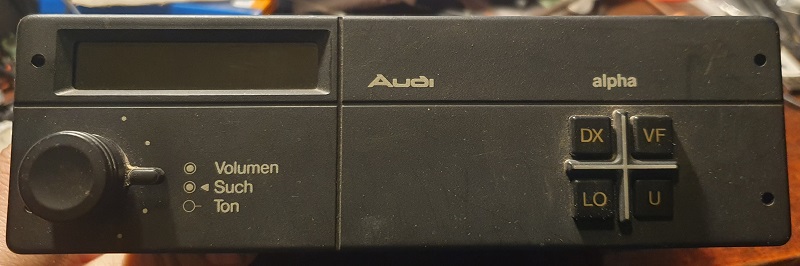 Audi
alpha
DX VF
LO U
Volumen
Such
Ton